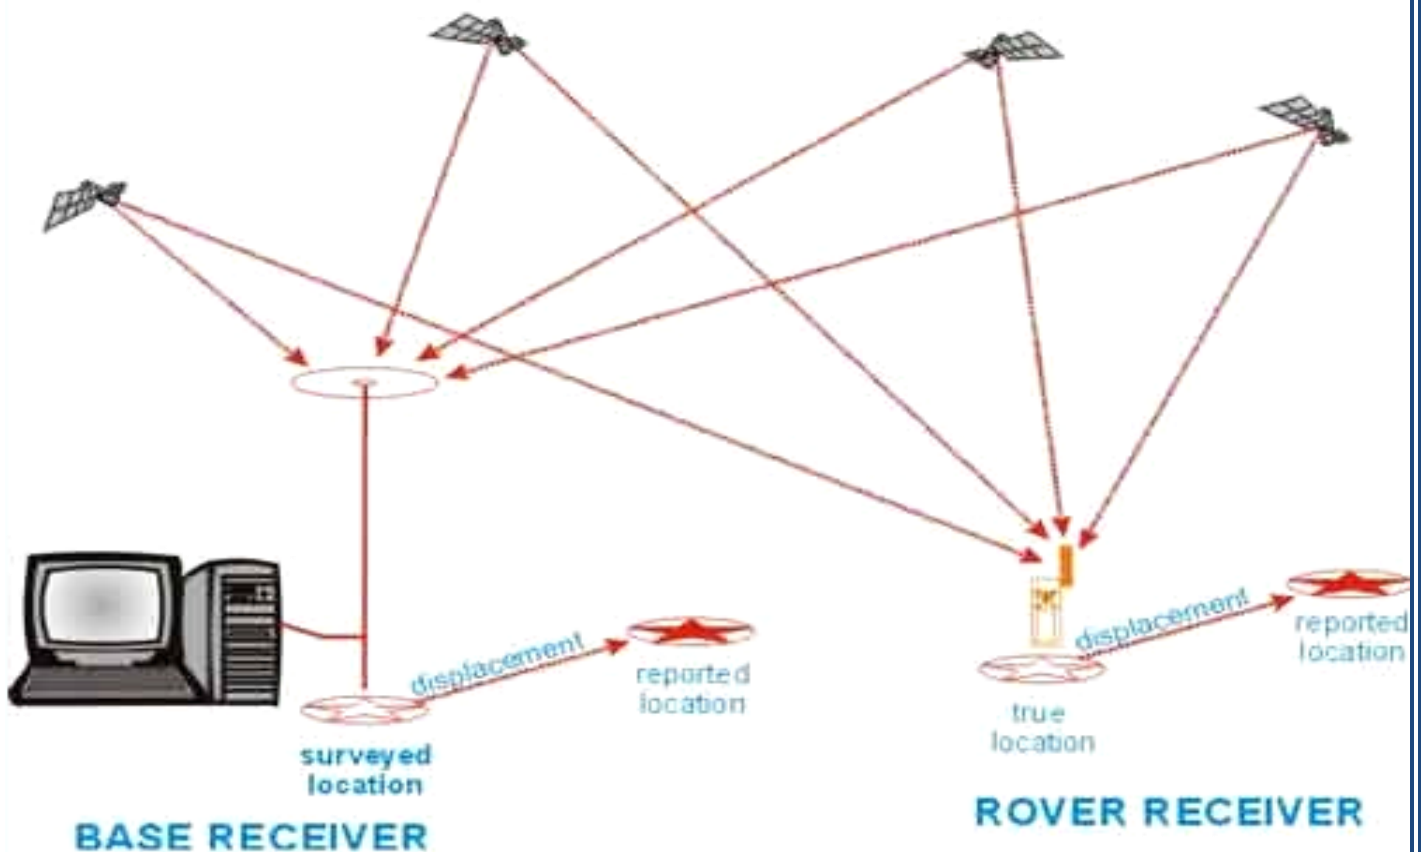 displacement
reported
location
surveyed
location
BASE RECEIVER
displacement
reported
location
true
location
ROVER RECEIVER